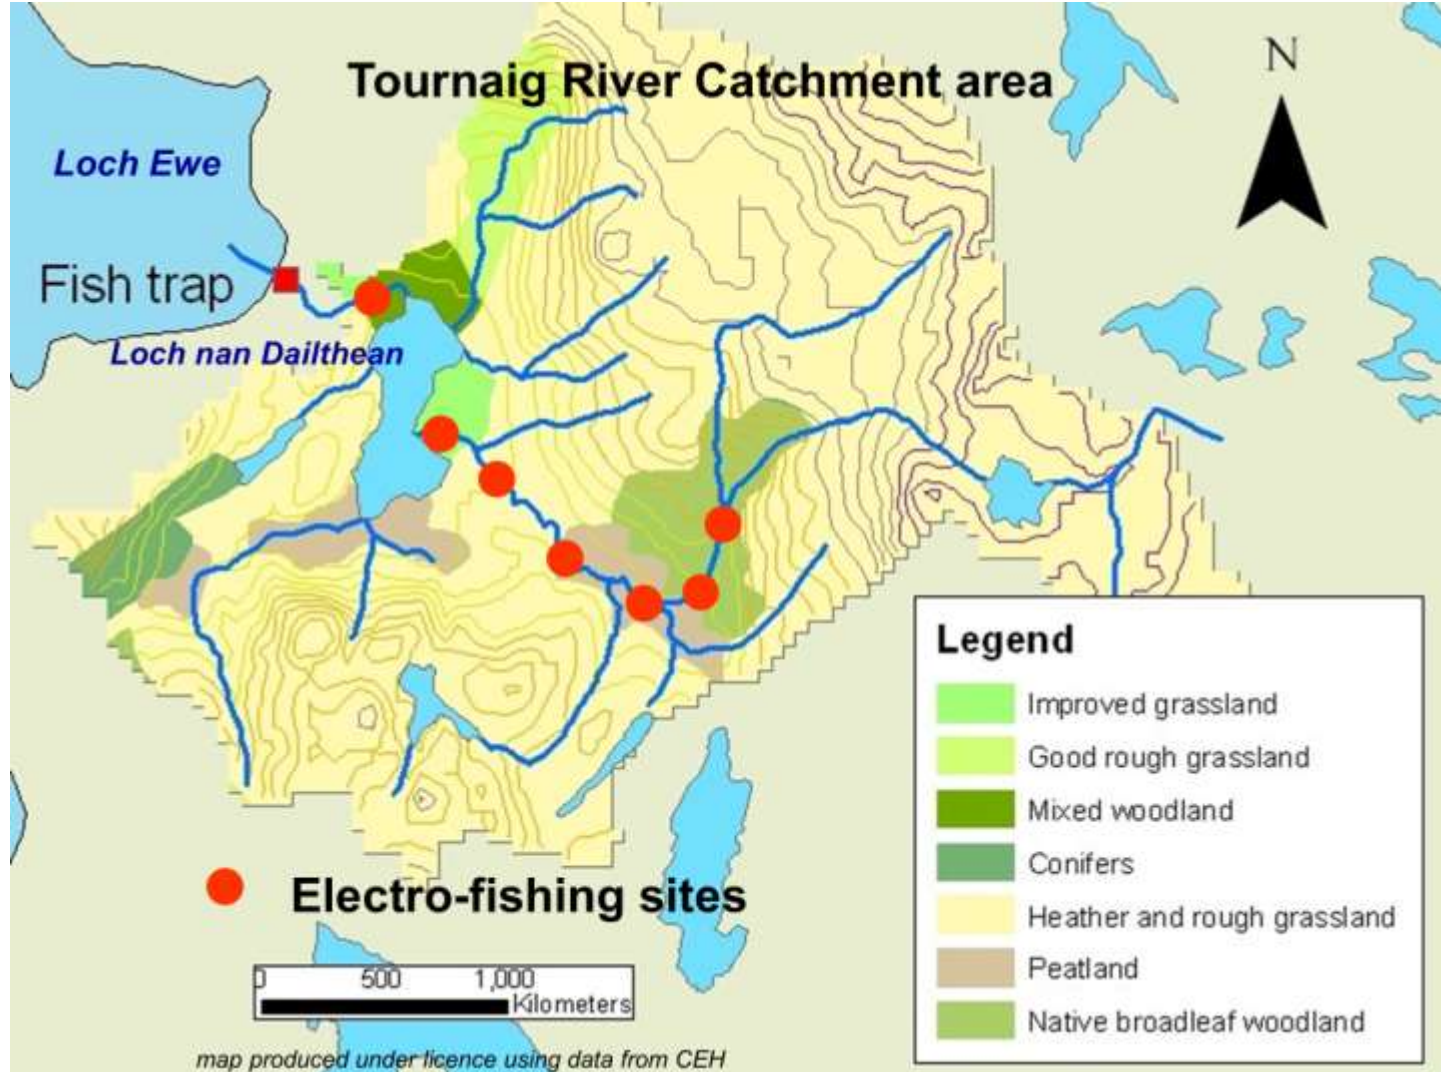 Tournaig River Catchment area
N
Loch Ewe
Fish trap
Loch nan Dailthean
Legend
Improved grassland
Good rough grassland
Mixed woodland
Conifers
Heather and rough grassland
Peatland
Native broadleaf woodland
Electro-fishing sites
0 500 1,000
Kilometers
map produced under licence using data from CEH